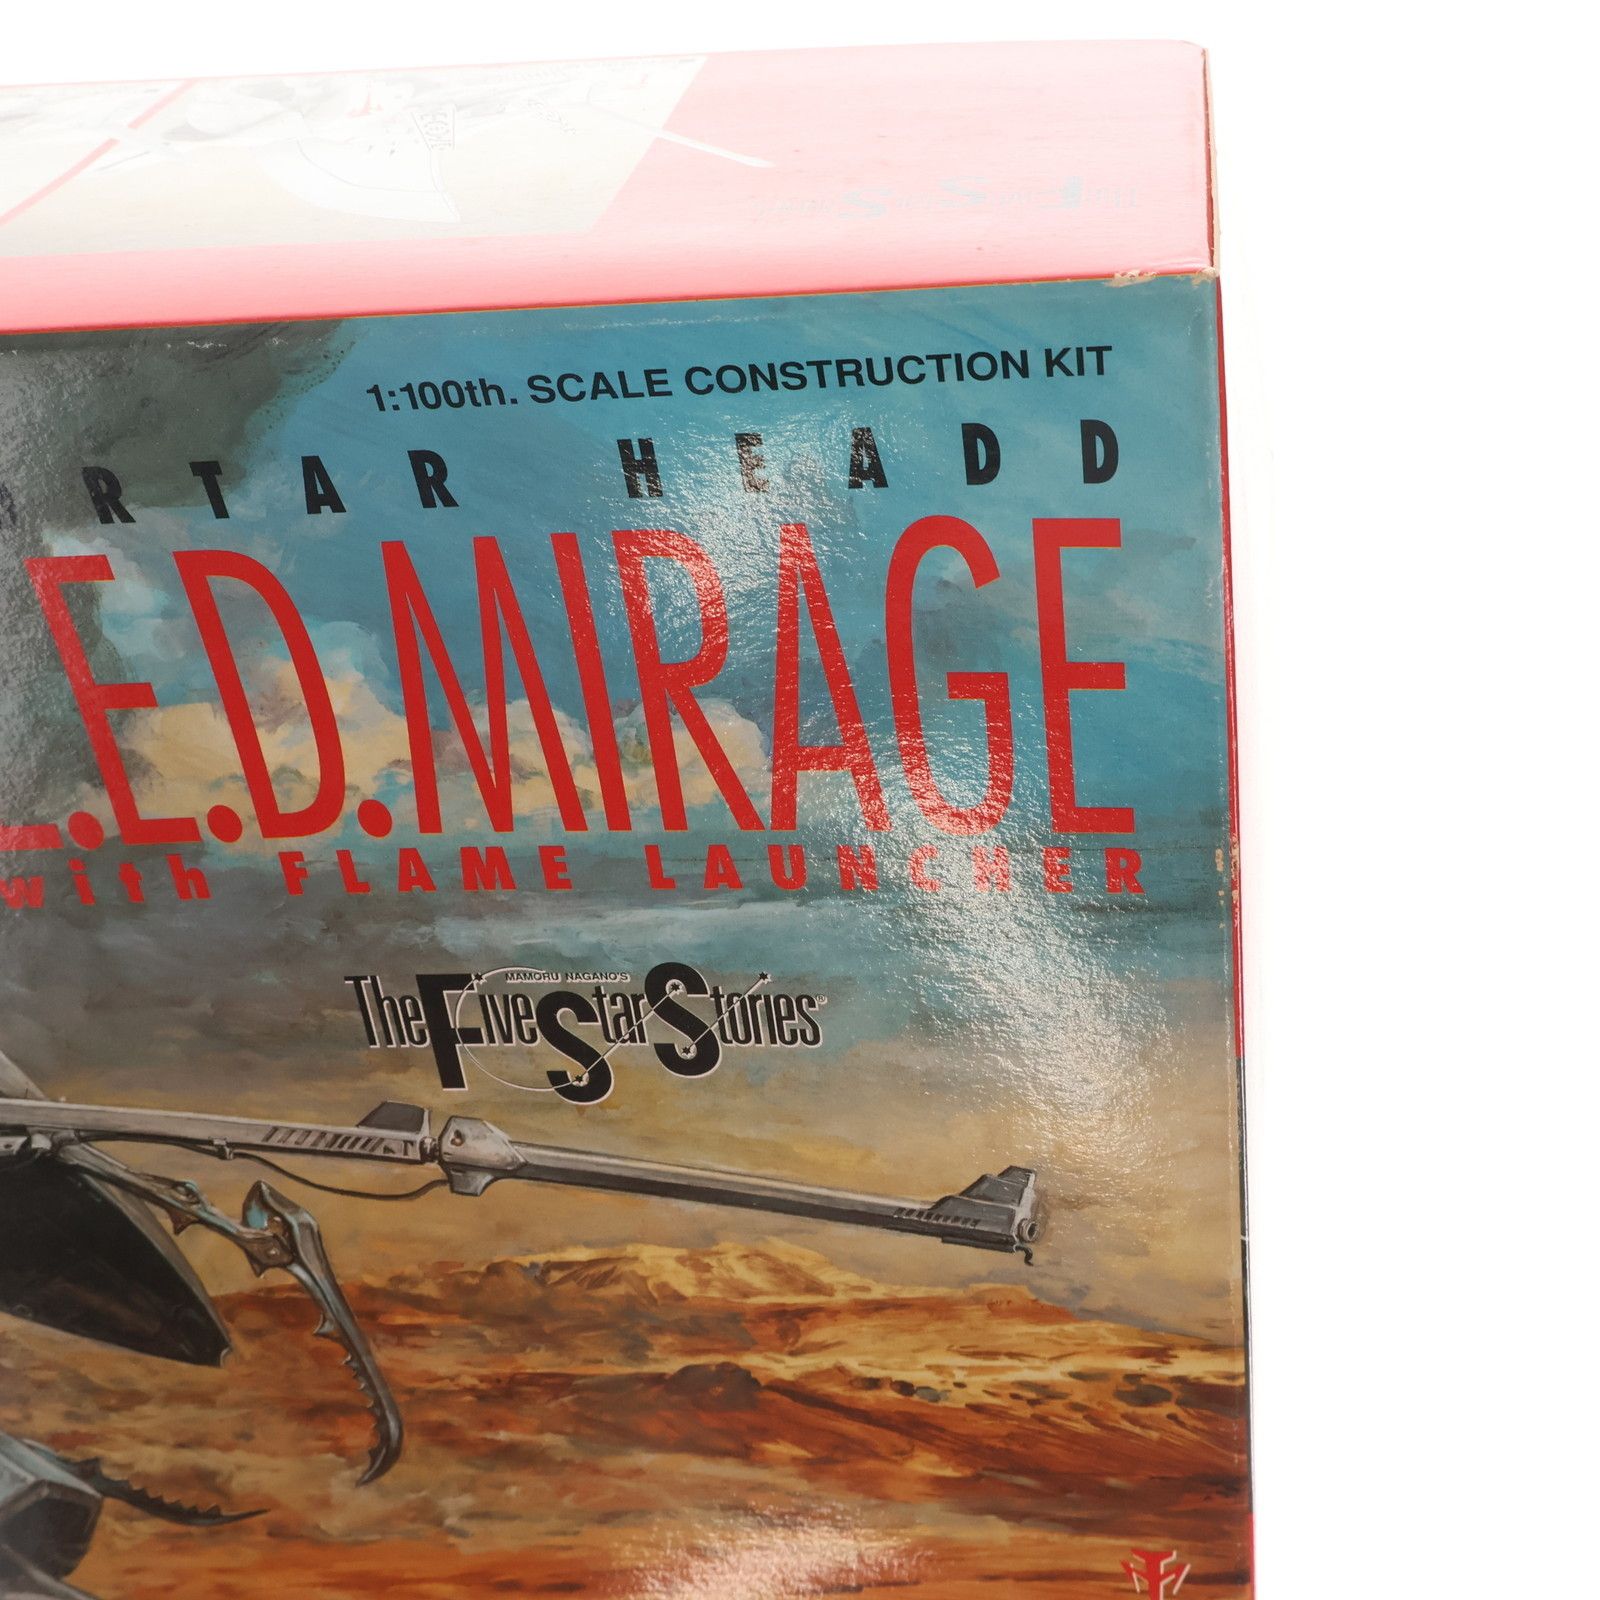 1:100th. SCALE CONSTRUCTION KIT
RTAR HEADD
L.E.D.MIRAGE
with FLAME LAUNCHER
MAMORU NAGANO'S
The Five Star Stories®